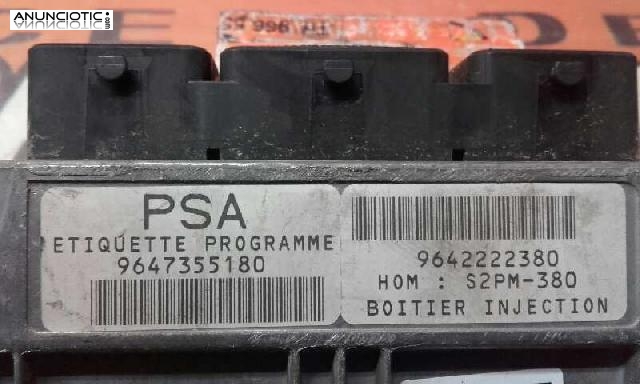 ANUNCIOTIC
PSA
ETIQUETTE PROGRAMME
9647355180
9642222380
HOM : S2PM-380
BOITIER INJECTION